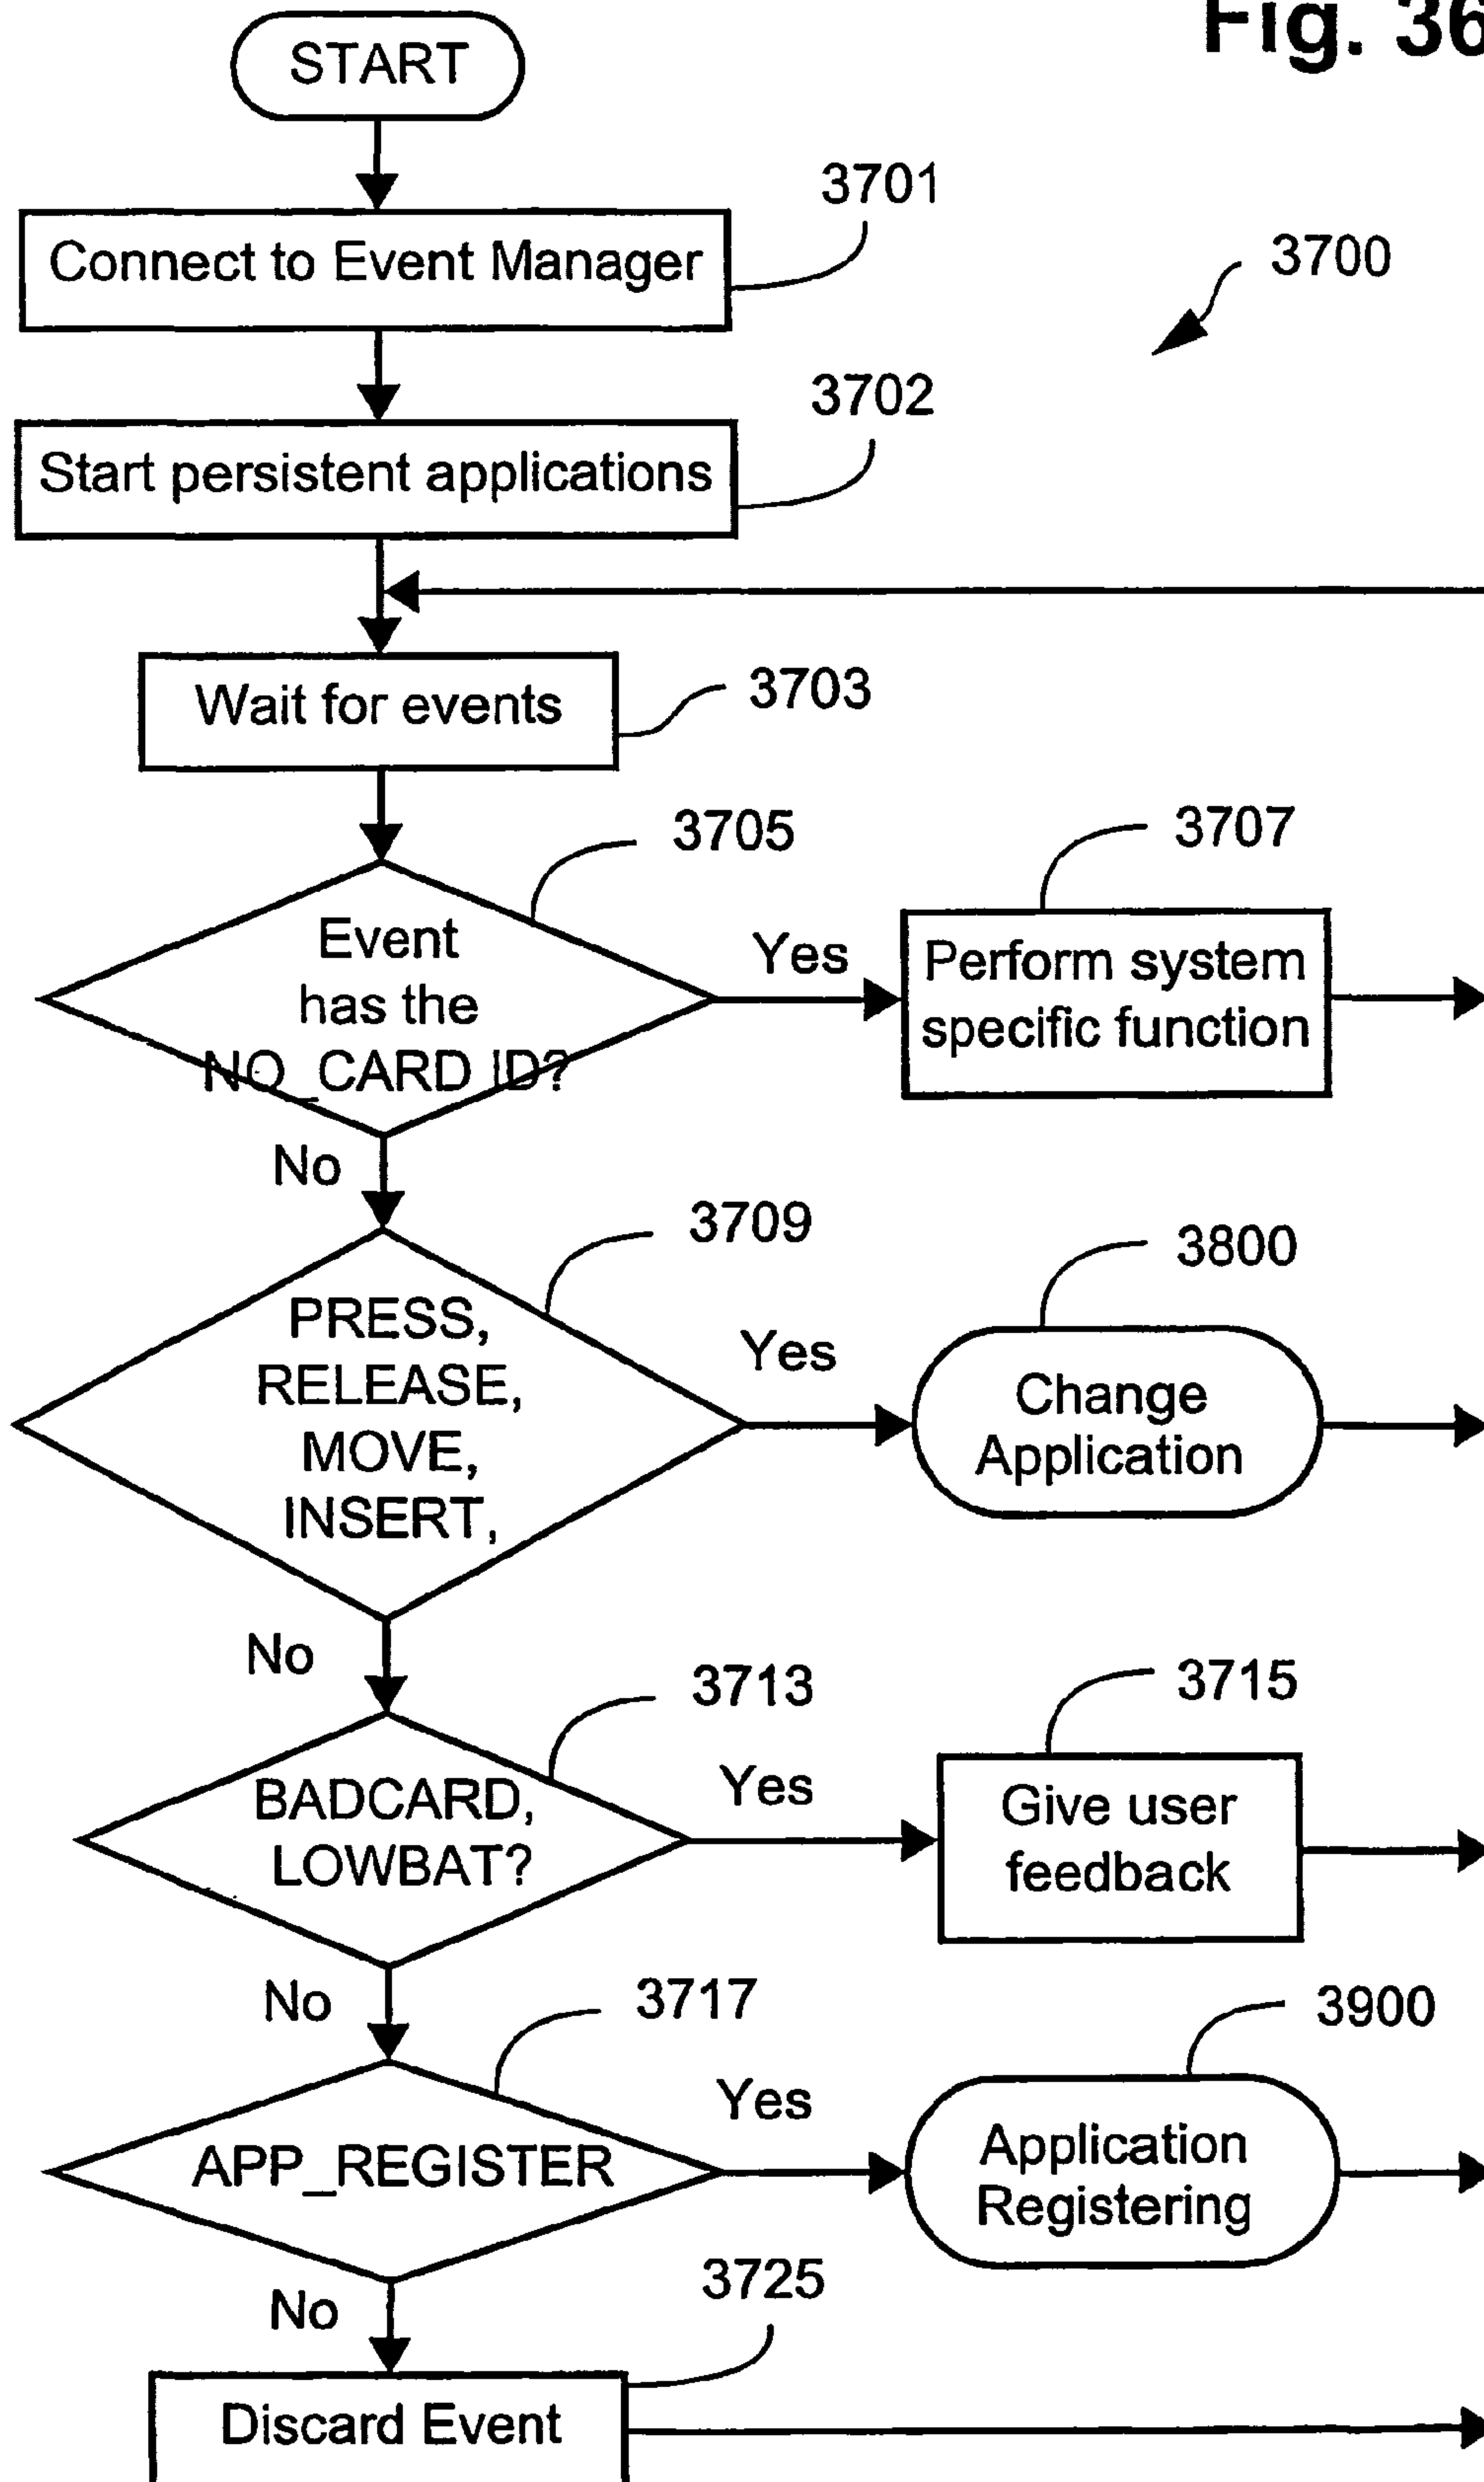 Fig. 36
START
3701
Connect to Event Manager
3700
3702
Start persistent applications
Wait for events
3703
3705
3707
Event
has the
NO_CARD ID?
Yes
Perform system
specific function
No
3709
3800
PRESS,
RELEASE,
MOVE,
INSERT,
Yes
Change
Application
No
3713
3715
BADCARD,
LOWBAT?
Yes
Give user
feedback
No
3717
3900
APP_REGISTER
Yes
Application
Registering
No
3725
Discard Event